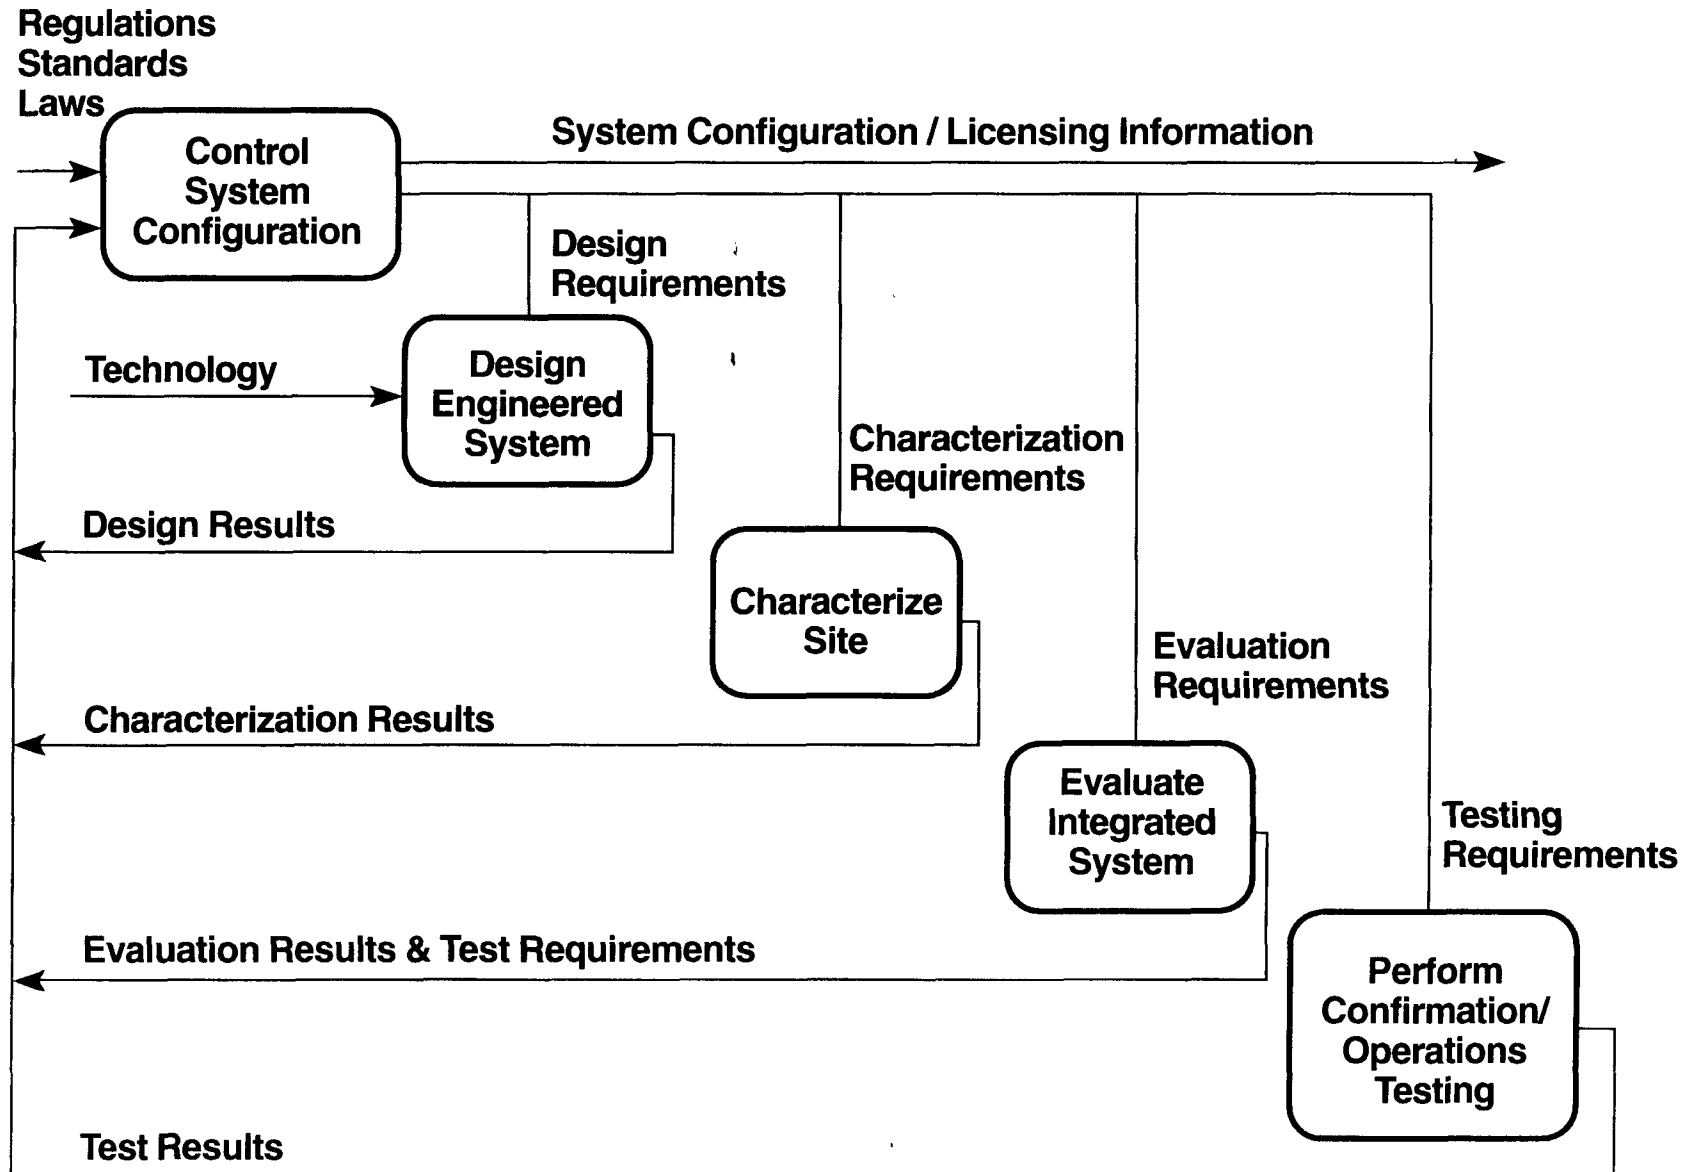 Regulations
Standards
Laws
Control
System
Configuration
System Configuration / Licensing Information
Design
Requirements
Technology
Design
Engineered
System
Characterization
Requirements
Design Results
Characterize
Site
Evaluation
Requirements
Characterization Results
Evaluate
Integrated
System
Testing
Requirements
Evaluation Results & Test Requirements
Perform
Confirmation/
Operations
Testing
Test Results